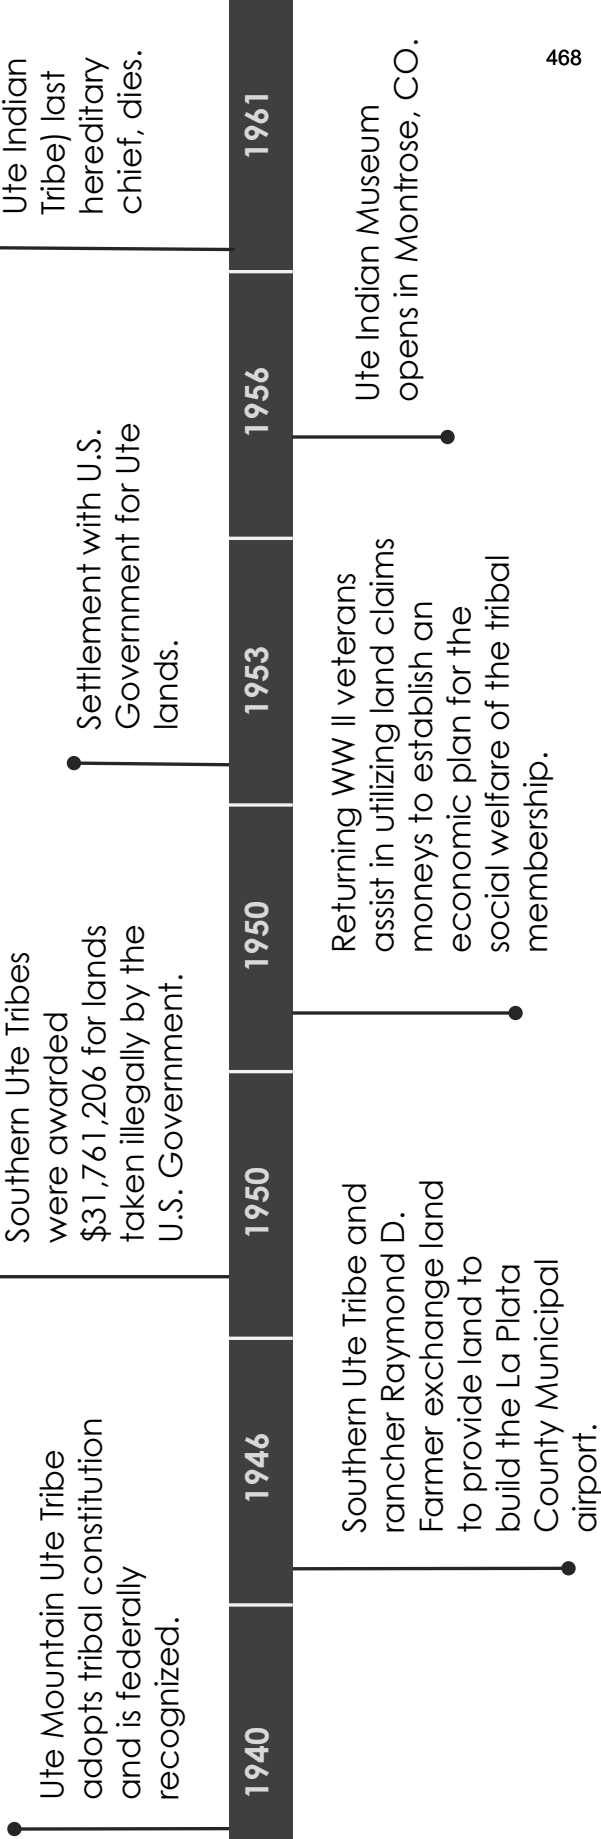 Ute Mountain Ute Tribe
adopts tribal constitution
and is federally
recognized.
1940
Southern Ute Tribe and
rancher Raymond D.
Farmer exchange land
to provide land to
build the La Plata
County Municipal
airport.
1946
Southern Ute Tribes
were awarded
$31,761,206 for lands
taken illegally by the
U.S. Government.
1950
Returning WW II veterans
assist in utilizing land claims
moneys to establish an
economic plan for the
social welfare of the tribal
membership.
1950
Settlement with U.S.
Government for Ute
lands.
1953
Ute Indian Museum
opens in Montrose, CO.
1956
Ute Indian
Tribe) last
hereditary
chief, dies.
1961
468